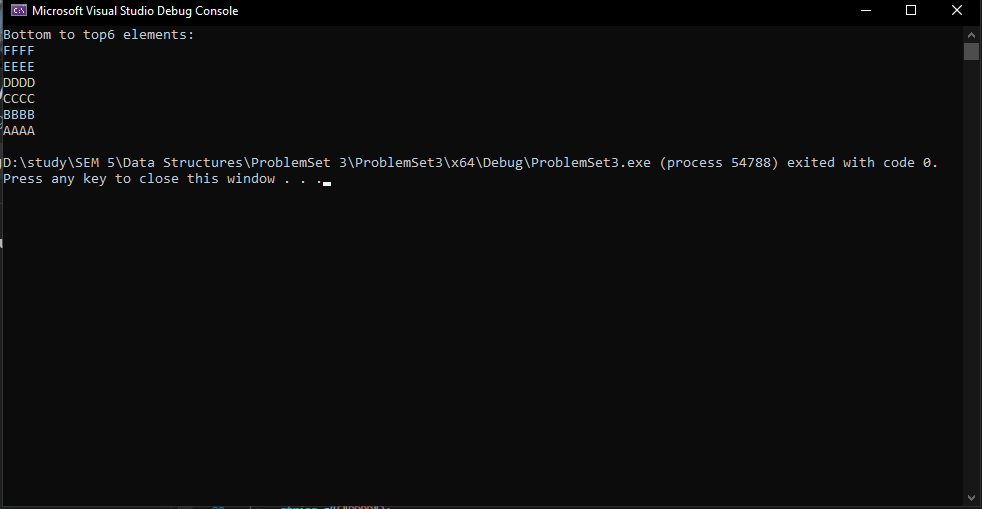 Microsoft Visual Studio Debug Console
Bottom to top6 elements:
FFFF
EEEE
DDDD
CCCC
BBBB
AAAA
D:\study\SEM 5\Data Structures\ProblemSet 3\ProblemSet3\x64\Debug\ProblemSet3.exe (process 54788) exited with code 0.
Press any key to close this window . . .